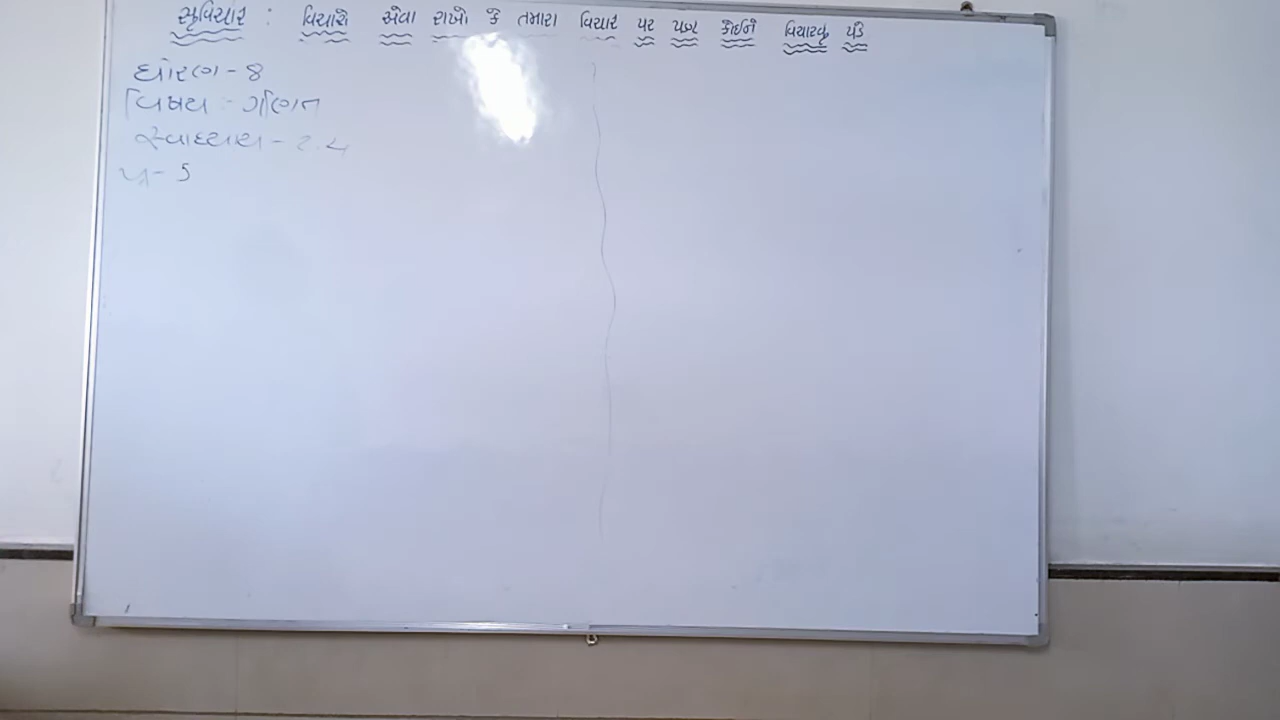 સુવિચાર : વિચારો એવા રાખો કે તમારા વિચાર પર પણ કોઈને વિચારવું પડે
ધોરણ - 8
વિષય :- ગણિત
સ્વાધ્યાય - 2.4
પ્ર - 5